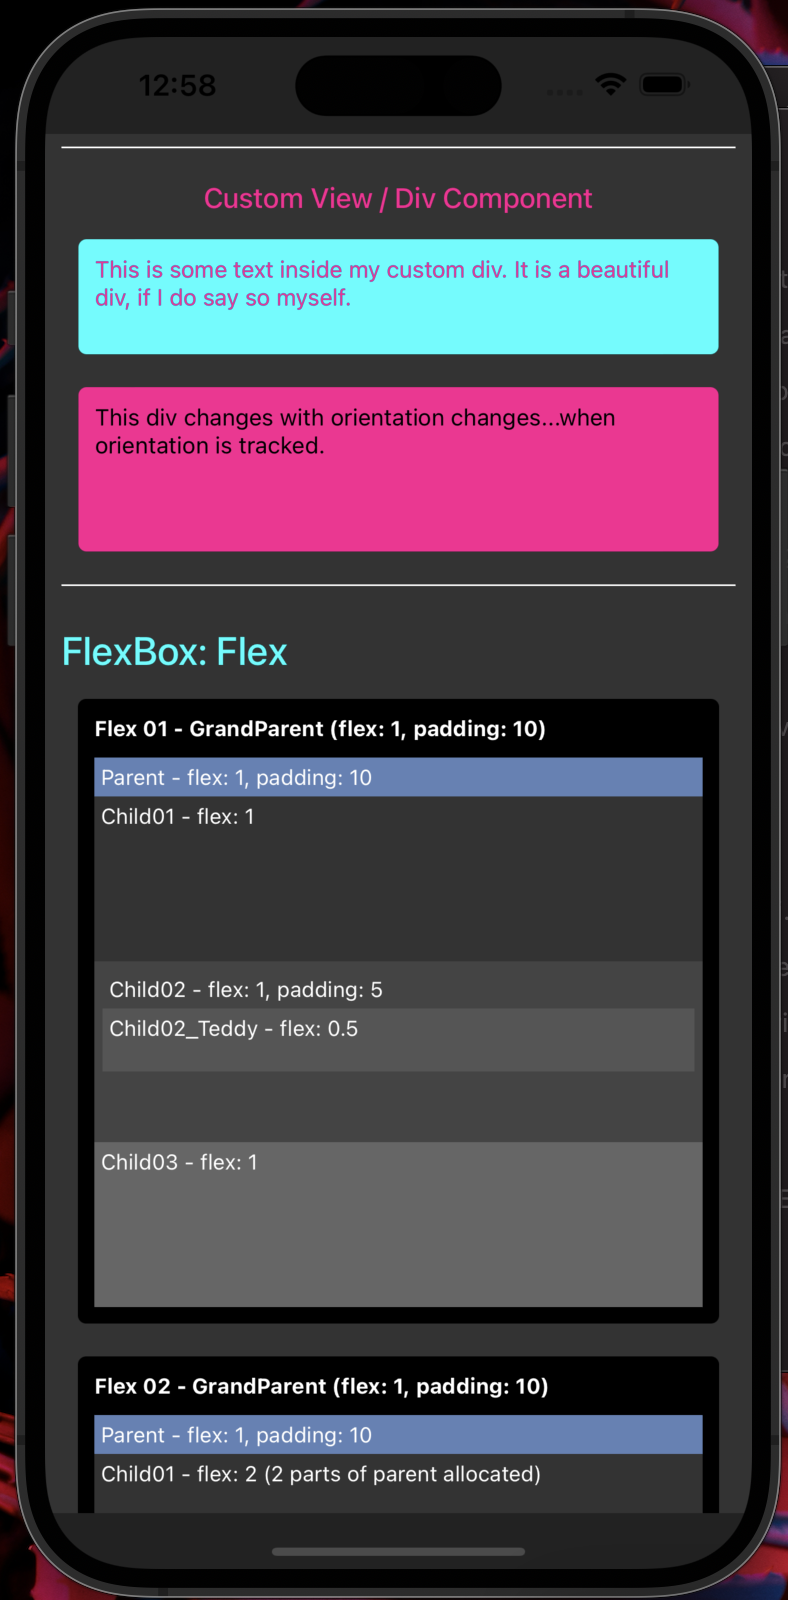 12:58
Custom View / Div Component
This is some text inside my custom div. It is a beautiful
div, if I do say so myself.
This div changes with orientation changes...when
orientation is tracked.
FlexBox: Flex
Flex 01 - GrandParent (flex: 1, padding: 10)
Parent - flex: 1, padding: 10
Child01 - flex: 1
Child02 - flex: 1, padding: 5
Child02_Teddy - flex: 0.5
Child03 - flex: 1
Flex 02 - GrandParent (flex: 1, padding: 10)
Parent - flex: 1, padding: 10
Child01 - flex: 2 (2 parts of parent allocated)